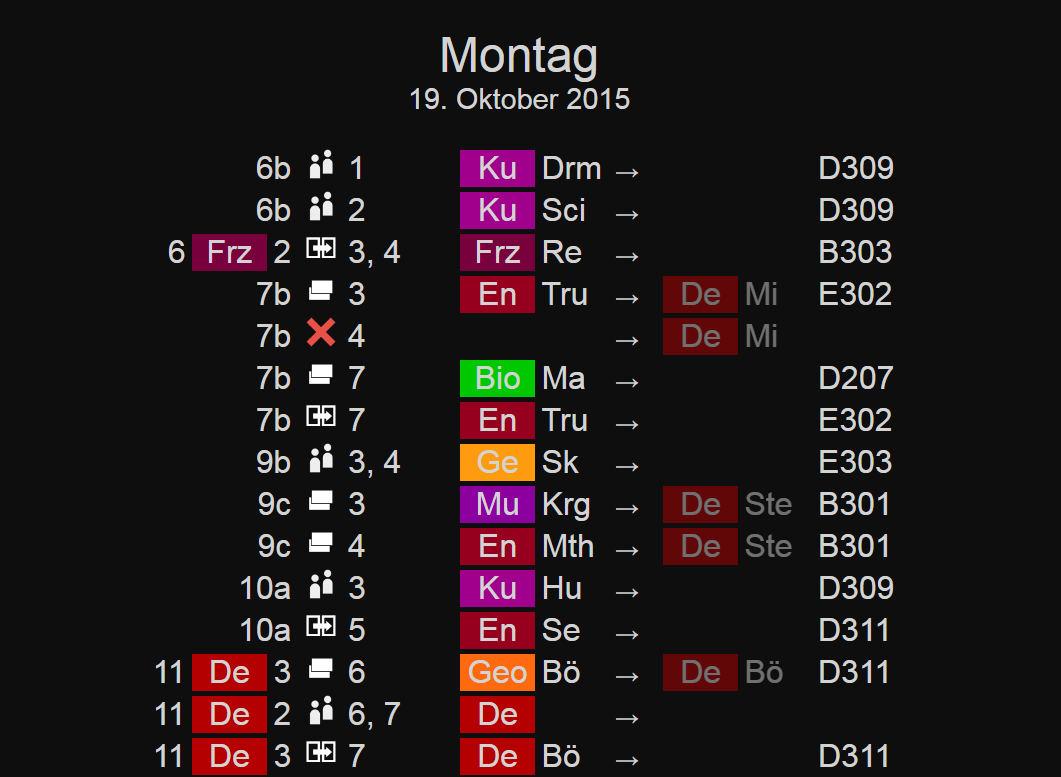 Montag
19. Oktober 2015
6b 1 Ku Drm → D309
6b 2 Ku Sci → D309
6 Frz 2 3, 4 Frz Re → B303
7b 3 En Tru → De Mi E302
7b 4 → De Mi
7b 7 Bio Ma → D207
7b 7 En Tru → E302
9b 3, 4 Ge Sk → E303
9c 3 Mu Krg → De Ste B301
9c 4 En Mth → De Ste B301
10a 3 Ku Hu → D309
10a 5 En Se → D311
11 De 3 6 Geo Bö → De Bö D311
11 De 2 6, 7 De →
11 De 3 7 De Bö → D311